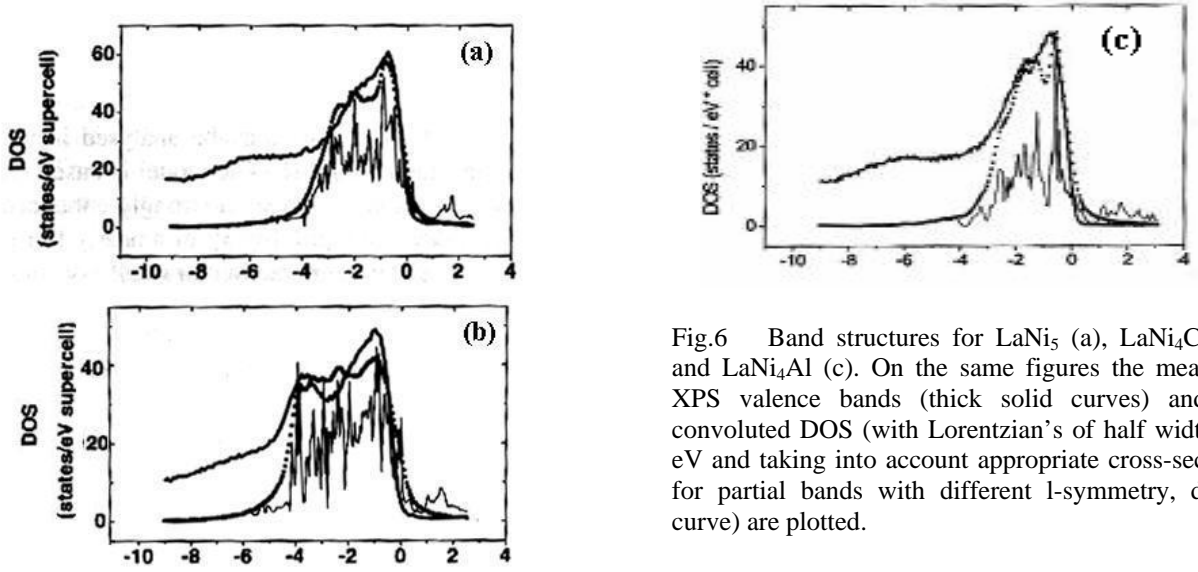 (a)
60
40
20
0
-10 -8 -6 -4 -2 0 2 4
DOS
(states/eV supercell)
(b)
40
20
0
-10 -8 -6 -4 -2 0 2 4
DOS
(states/eV supercell)
(c)
40
20
0
-10 -8 -6 -4 -2 0 2 4
DOS (states / eV * cell)
Fig.6 Band structures for LaNi₅ (a), LaNi₄C
and LaNi₄Al (c). On the same figures the mea
XPS valence bands (thick solid curves) and
convoluted DOS (with Lorentzian's of half width
eV and taking into account appropriate cross-sec
for partial bands with different l-symmetry, d
curve) are plotted.